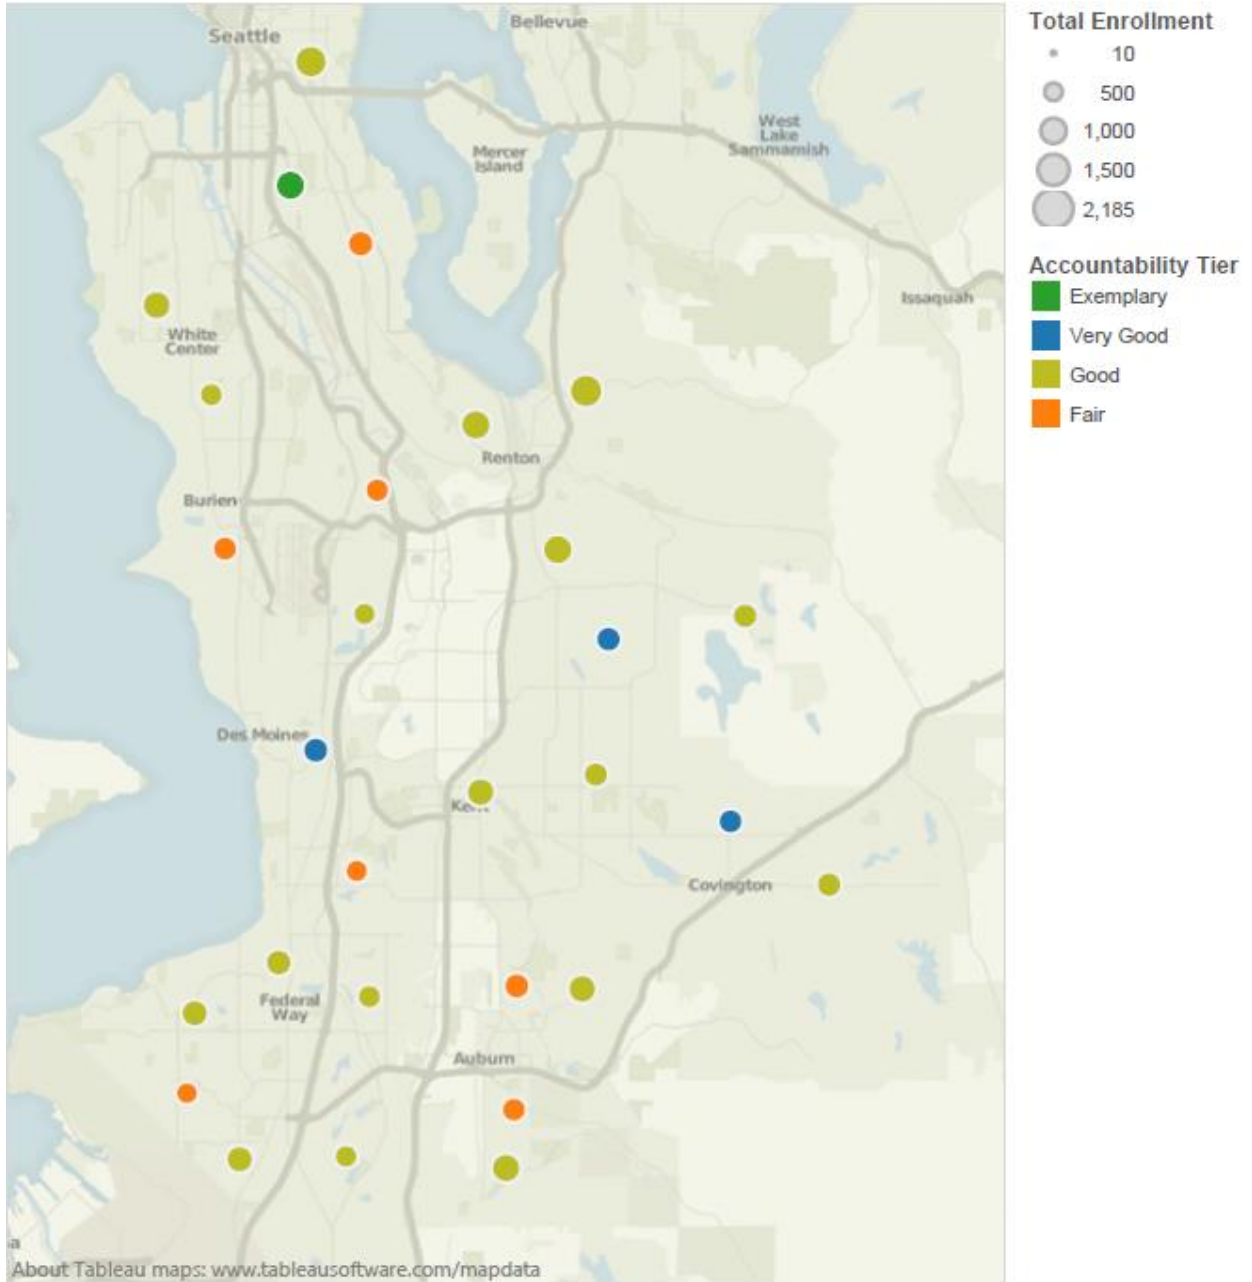 Seattle
Bellevue
West
Lake
Sammamish
Mercer
Island
Issaquah
White
Center
Renton
Burien
Des Moines
Kent
Covington
Federal
Way
Auburn
a
About Tableau maps: www.tableausoftware.com/mapdata
Total Enrollment
10
500
1,000
1,500
2,185
Accountability Tier
Exemplary
Very Good
Good
Fair